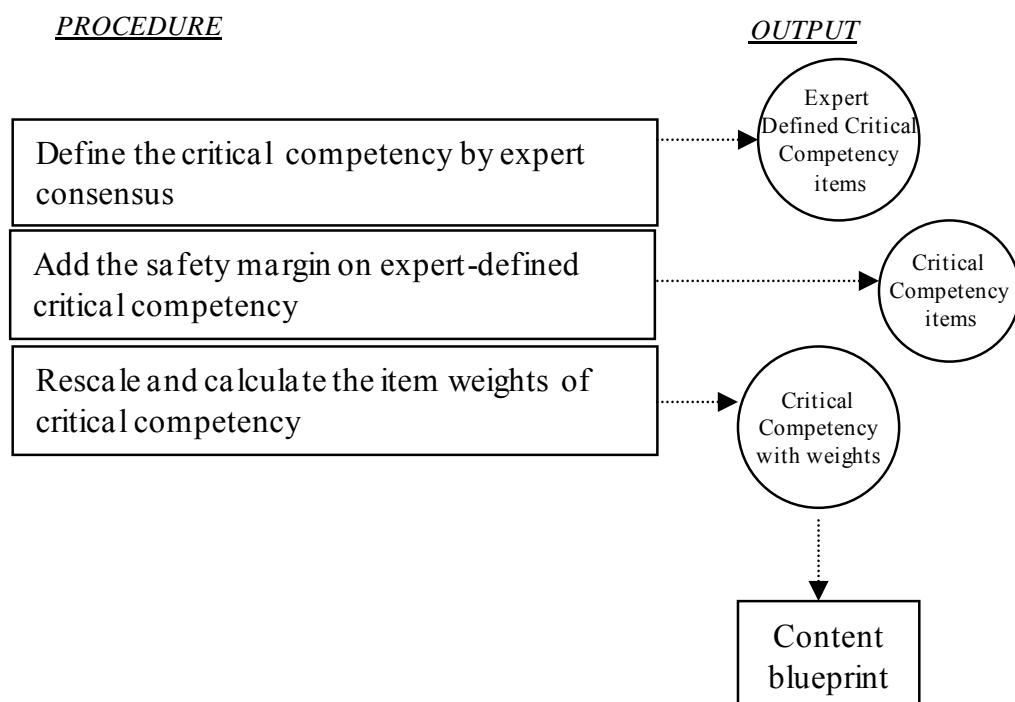 PROCEDURE
OUTPUT
Define the critical competency by expert
consensus
Expert
Defined Critical
Competency
items
Add the safety margin on expert-defined
critical competency
Critical
Competency
items
Rescale and calculate the item weights of
critical competency
Critical
Competency
with weights
Content
blueprint